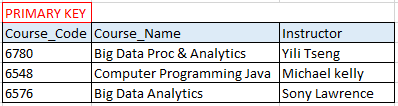 PRIMARY KEY
Course_Code Course_Name Instructor
6780 Big Data Proc & Analytics Yili Tseng
6548 Computer Programming Java Michael kelly
6576 Big Data Analytics Sony Lawrence